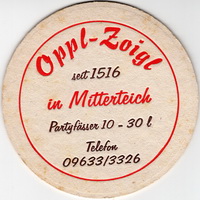 Oppl-Zoigl
seit 1516
in Mitterteich
Partyfässer 10 - 30 l
Telefon
09633/3326